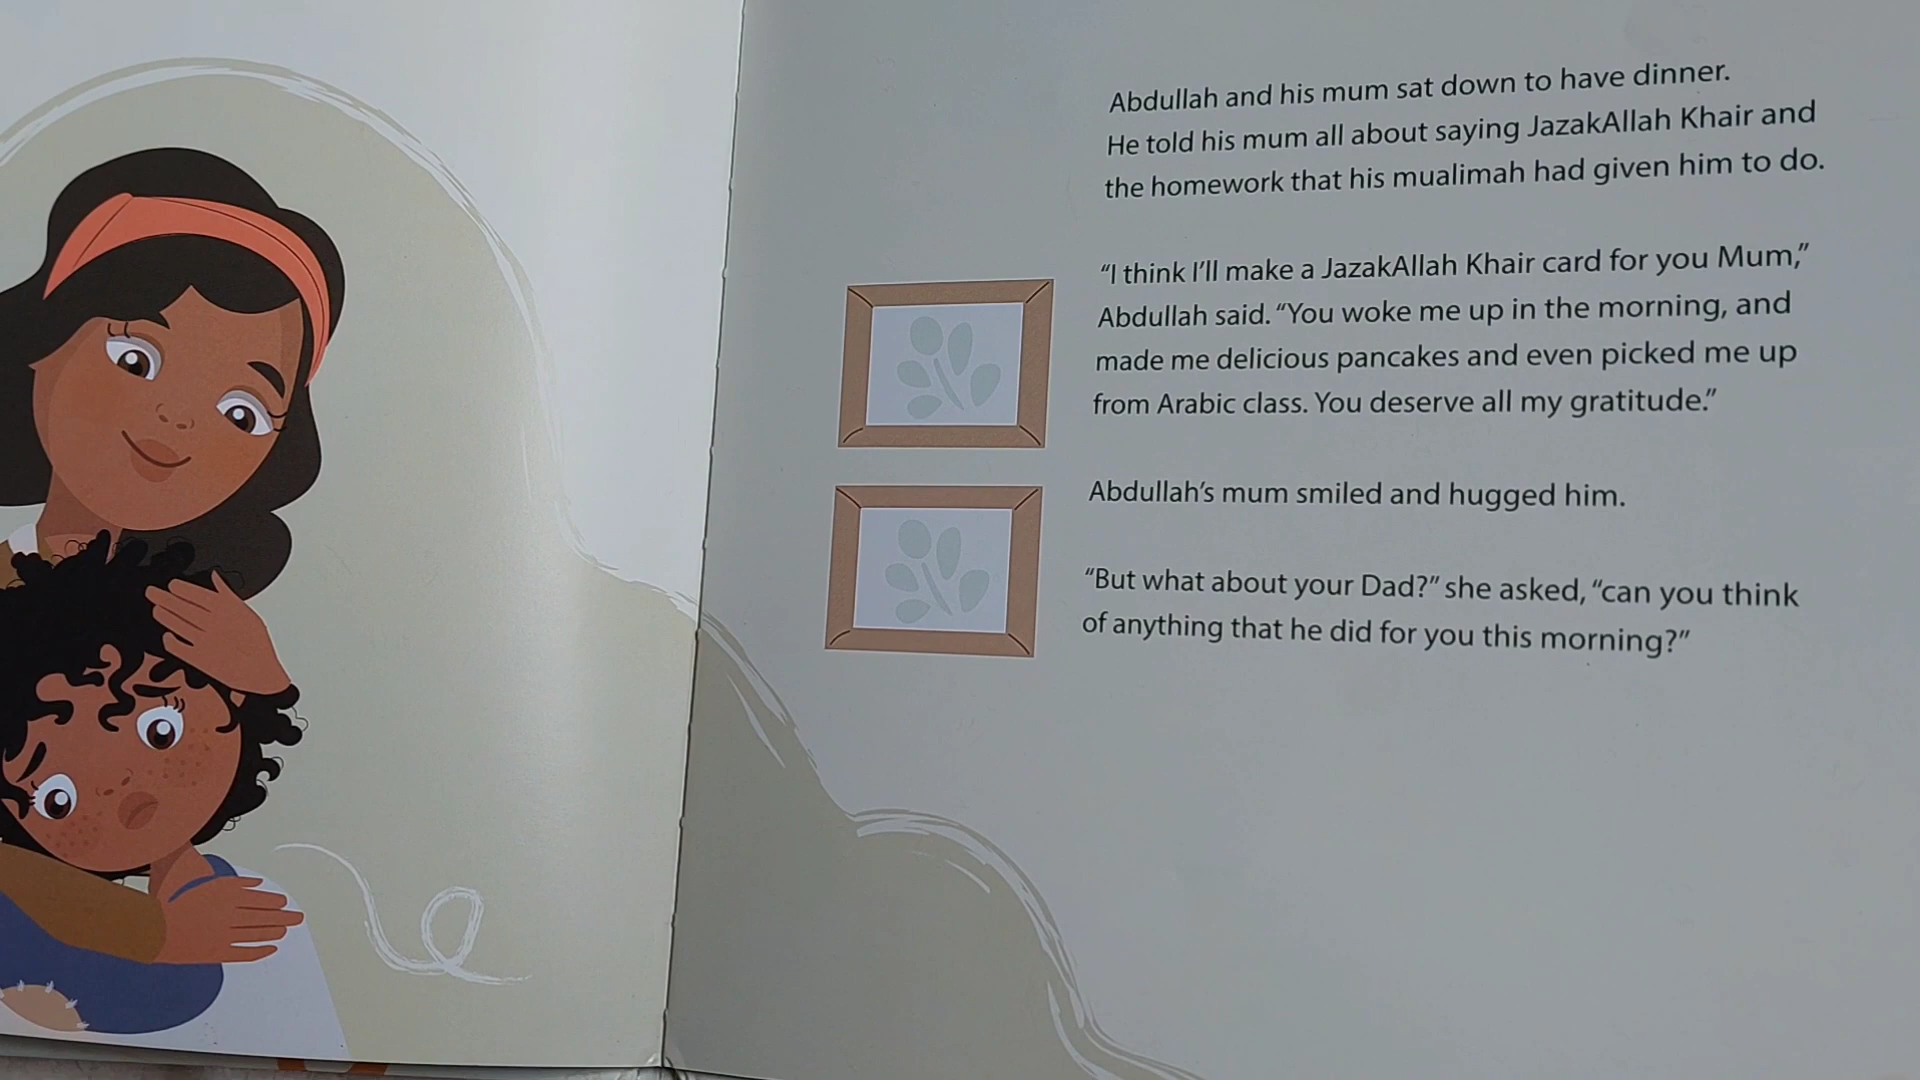 Abdullah and his mum sat down to have dinner.
He told his mum all about saying JazakAllah Khair and
the homework that his mualimah had given him to do.
“I think I’ll make a JazakAllah Khair card for you Mum,”
Abdullah said. “You woke me up in the morning, and
made me delicious pancakes and even picked me up
from Arabic class. You deserve all my gratitude.”
Abdullah’s mum smiled and hugged him.
“But what about your Dad?” she asked, “can you think
of anything that he did for you this morning?”